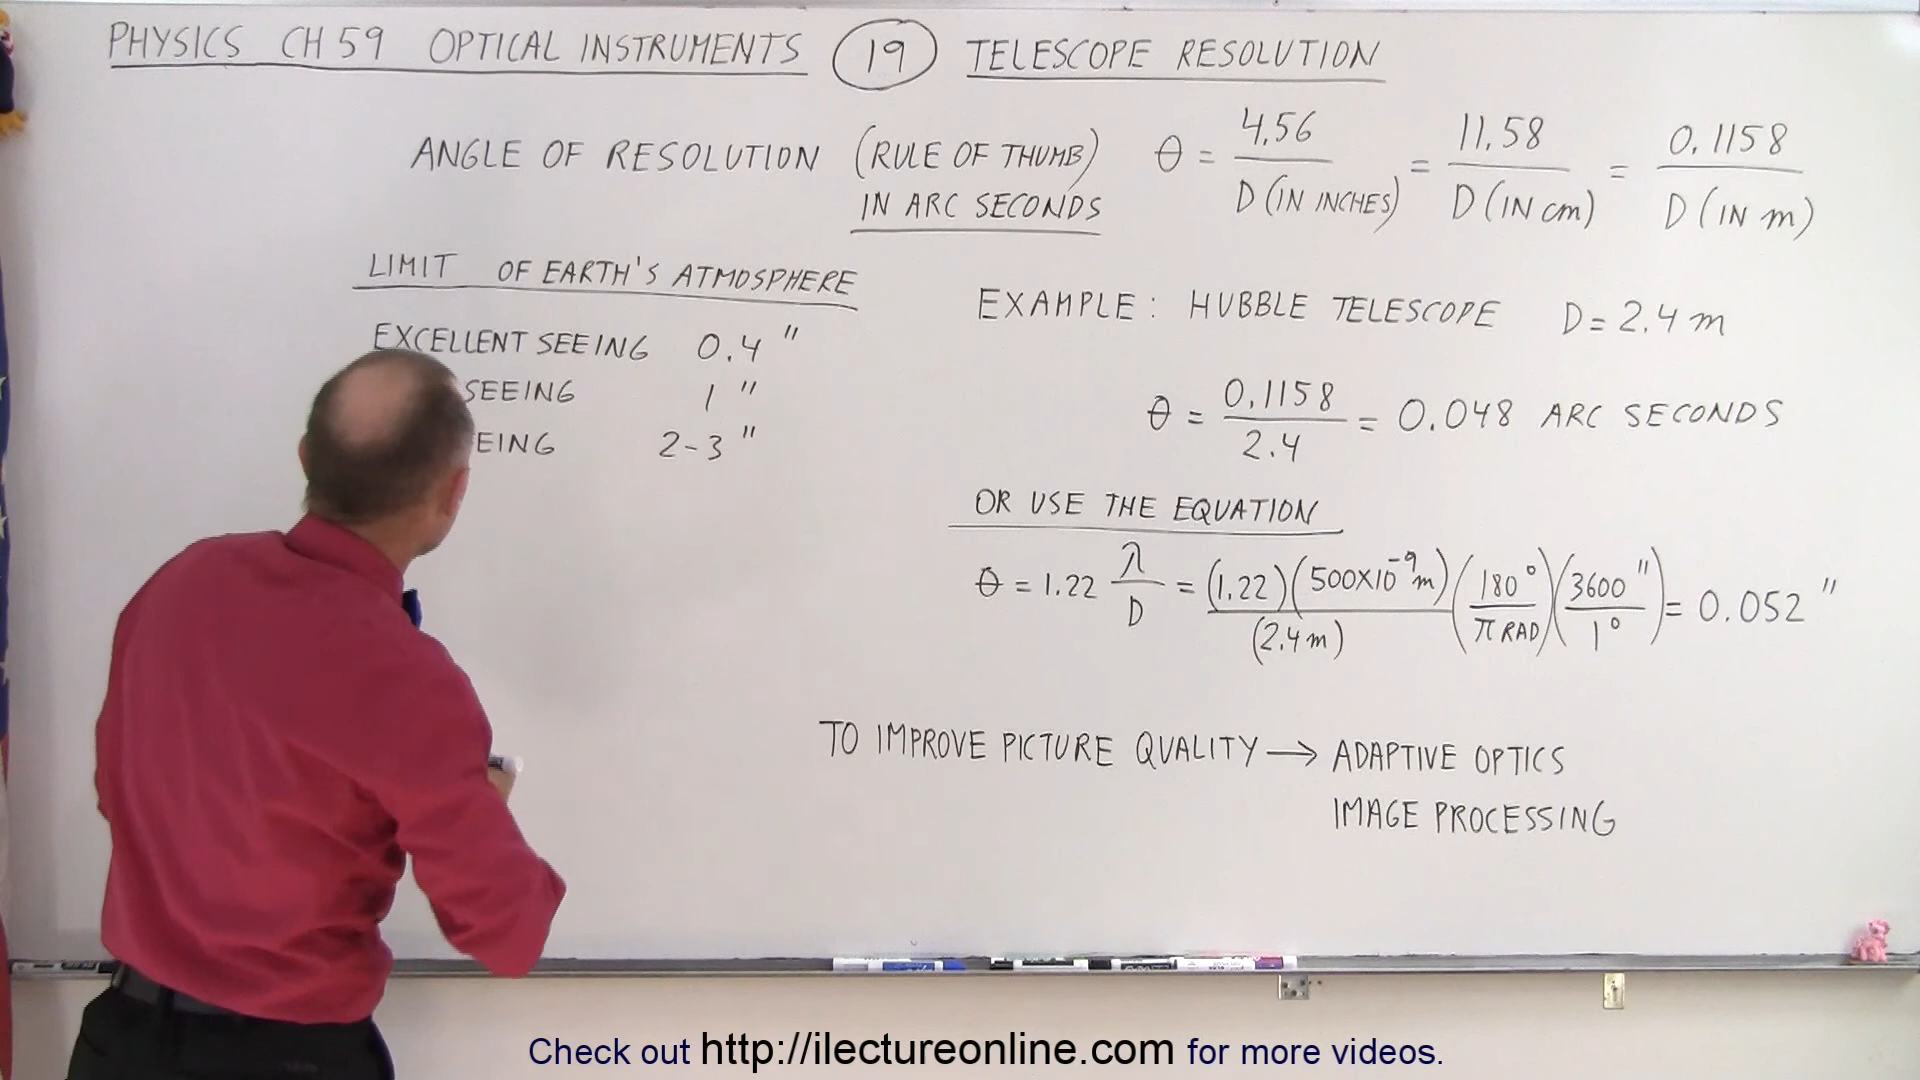 PHYSICS CH 59 OPTICAL INSTRUMENTS 19 TELESCOPE RESOLUTION
ANGLE OF RESOLUTION (RULE OF THUMB) θ = 4.56 / D (IN INCHES) = 11.58 / D (IN cm) = 0.1158 / D (IN m)
IN ARC SECONDS
LIMIT OF EARTH'S ATMOSPHERE
EXCELLENT SEEING 0.4 "
SEEING 1 "
EING 2-3 "
EXAMPLE: HUBBLE TELESCOPE D = 2.4 m
θ = 0.1158 / 2.4 = 0.048 ARC SECONDS
OR USE THE EQUATION
θ = 1.22 λ / D = (1.22)(500X10⁻⁹ m) / (2.4 m) (180° / π RAD)(3600 " / 1°) = 0.052 "
TO IMPROVE PICTURE QUALITY → ADAPTIVE OPTICS
IMAGE PROCESSING
Check out http://ilectureonline.com for more videos.